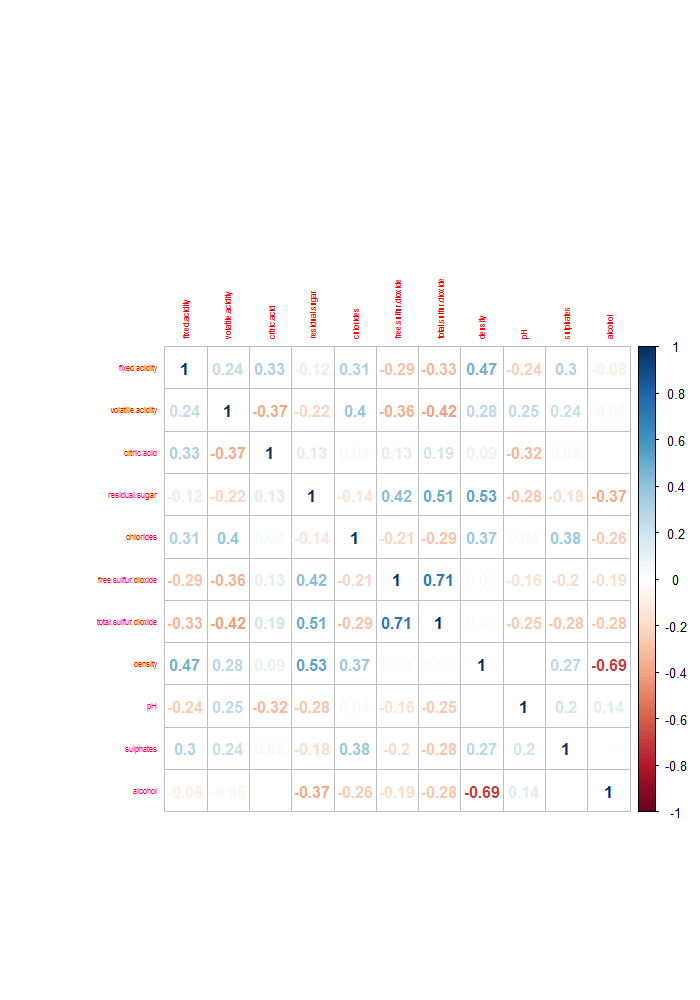 fixed.acidity volatile.acidity citric.acid residual.sugar chlorides free.sulfur.dioxide total.sulfur.dioxide density pH sulphates alcohol
fixed.acidity 1 0.24 0.33 -0.12 0.31 -0.29 -0.33 0.47 -0.24 0.3 -0.08
volatile.acidity 0.24 1 -0.37 -0.22 0.4 -0.36 -0.42 0.28 0.25 0.24 -0.05
citric.acid 0.33 -0.37 1 0.13 0.04 0.13 0.19 0.09 -0.32 0.05
residual.sugar -0.12 -0.22 0.13 1 -0.14 0.42 0.51 0.53 -0.28 -0.18 -0.37
chlorides 0.31 0.4 0.04 -0.14 1 -0.21 -0.29 0.37 0.04 0.38 -0.26
free.sulfur.dioxide -0.29 -0.36 0.13 0.42 -0.21 1 0.71 0.03 -0.16 -0.2 -0.19
total.sulfur.dioxide -0.33 -0.42 0.19 0.51 -0.29 0.71 1 0.03 -0.25 -0.28 -0.28
density 0.47 0.28 0.09 0.53 0.37 0.03 0.03 1 0.27 -0.69
pH -0.24 0.25 -0.32 -0.28 0.04 -0.16 -0.25 1 0.2 0.14
sulphates 0.3 0.24 0.05 -0.18 0.38 -0.2 -0.28 0.27 0.2 1
alcohol -0.08 -0.05 -0.37 -0.26 -0.19 -0.28 -0.69 0.14 1
1
0.8
0.6
0.4
0.2
0
-0.2
-0.4
-0.6
-0.8
-1